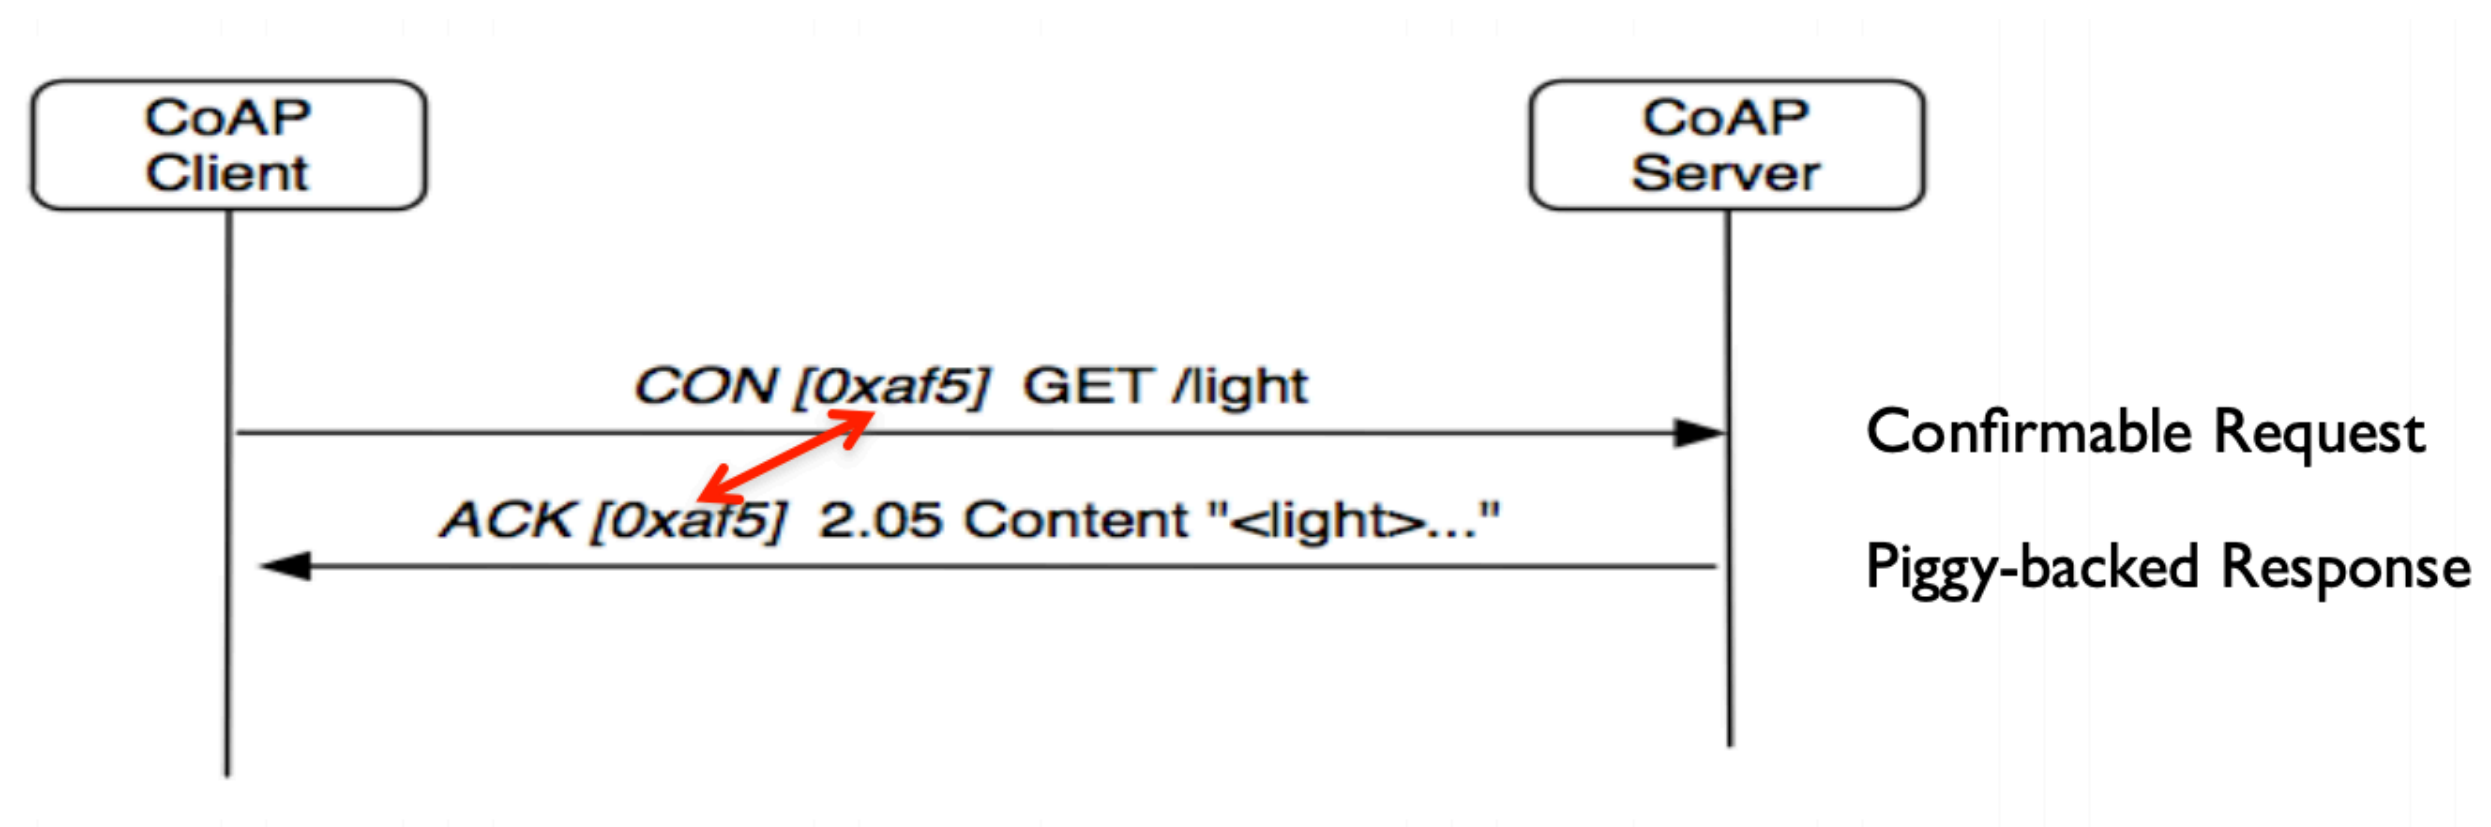 CoAP
Client
CoAP
Server
CON [0xaf5] GET /light
Confirmable Request
ACK [0xaf5] 2.05 Content "<light>..."
Piggy-backed Response